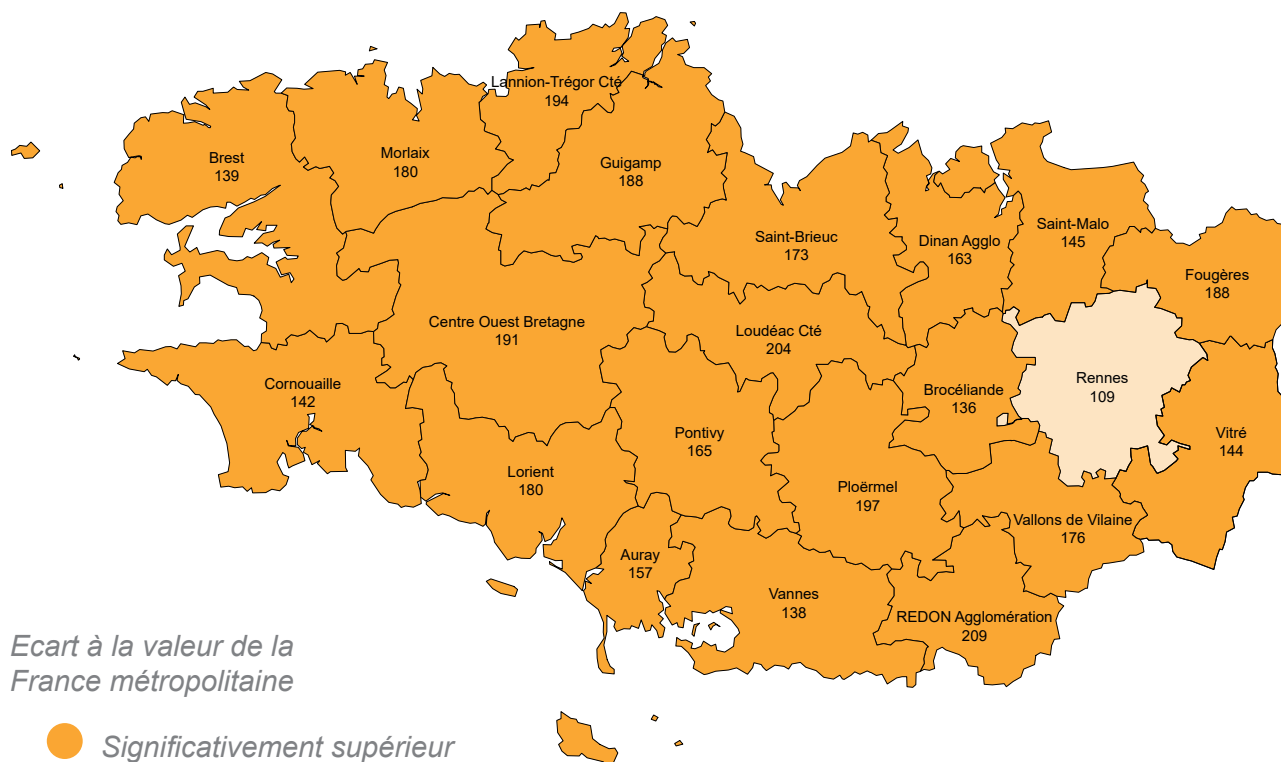 Lannion-Trégor Cté
194
Brest
139
Morlaix
180
Guigamp
188
Saint-Brieuc
173
Dinan Agglo
163
Saint-Malo
145
Fougères
188
Centre Ouest Bretagne
191
Loudéac Cté
204
Cornouaille
142
Brocéliande
136
Rennes
109
Vitré
144
Pontivy
165
Lorient
180
Ploërmel
197
Vallons de Vilaine
176
Auray
157
Vannes
138
REDON Agglomération
209
Ecart à la valeur de la
France métropolitaine
Significativement supérieur